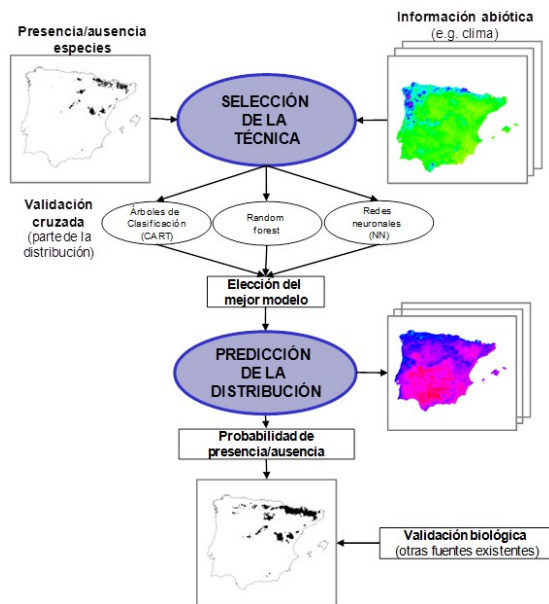 Presencia/ausencia
especies
Información abiótica
(e.g. clima)
SELECCIÓN
DE LA
TÉCNICA
Validación
cruzada
(parte de la
distribución)
Árboles de
Clasificación
(CART)
Random
forest
Redes
neuronales
(NN)
Elección del
mejor modelo
PREDICCIÓN
DE LA
DISTRIBUCIÓN
Probabilidad de
presencia/ausencia
Validación biológica
(otras fuentes existentes)